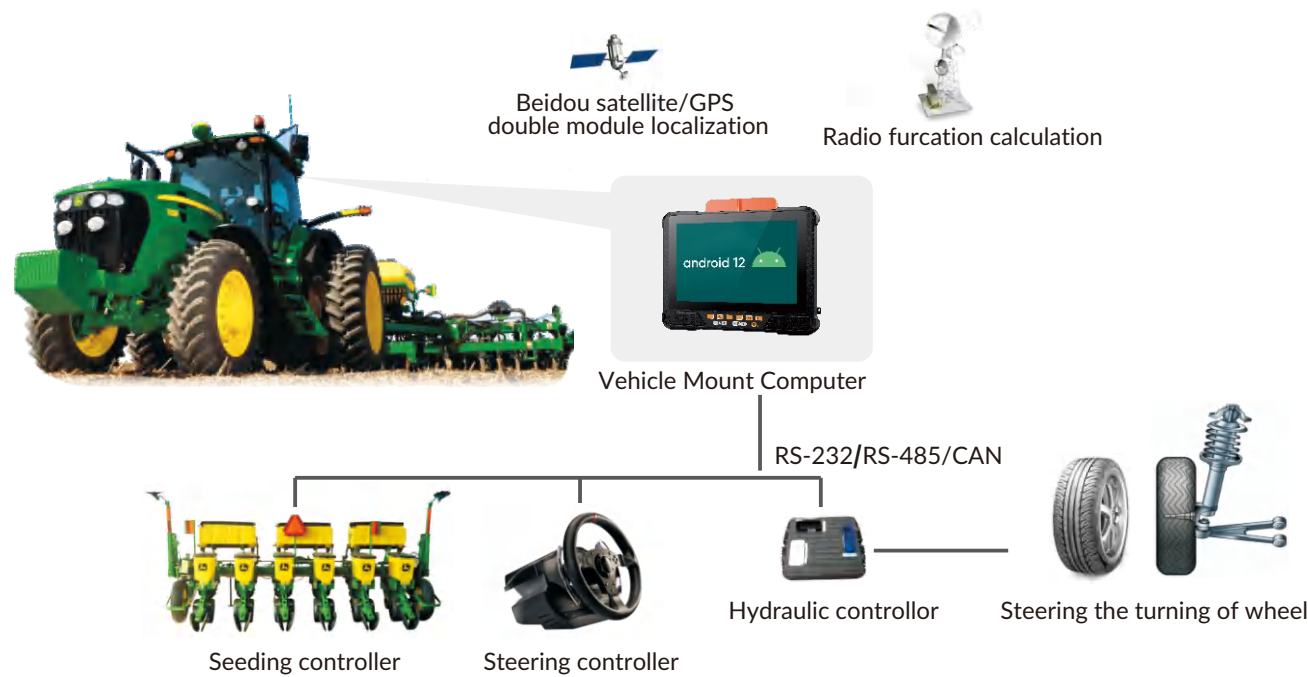 Beidou satellite/GPS
double module localization
Radio furcation calculation
android 12
Vehicle Mount Computer
RS-232/RS-485/CAN
Seeding controller
Steering controller
Hydraulic controllor
Steering the turning of wheel